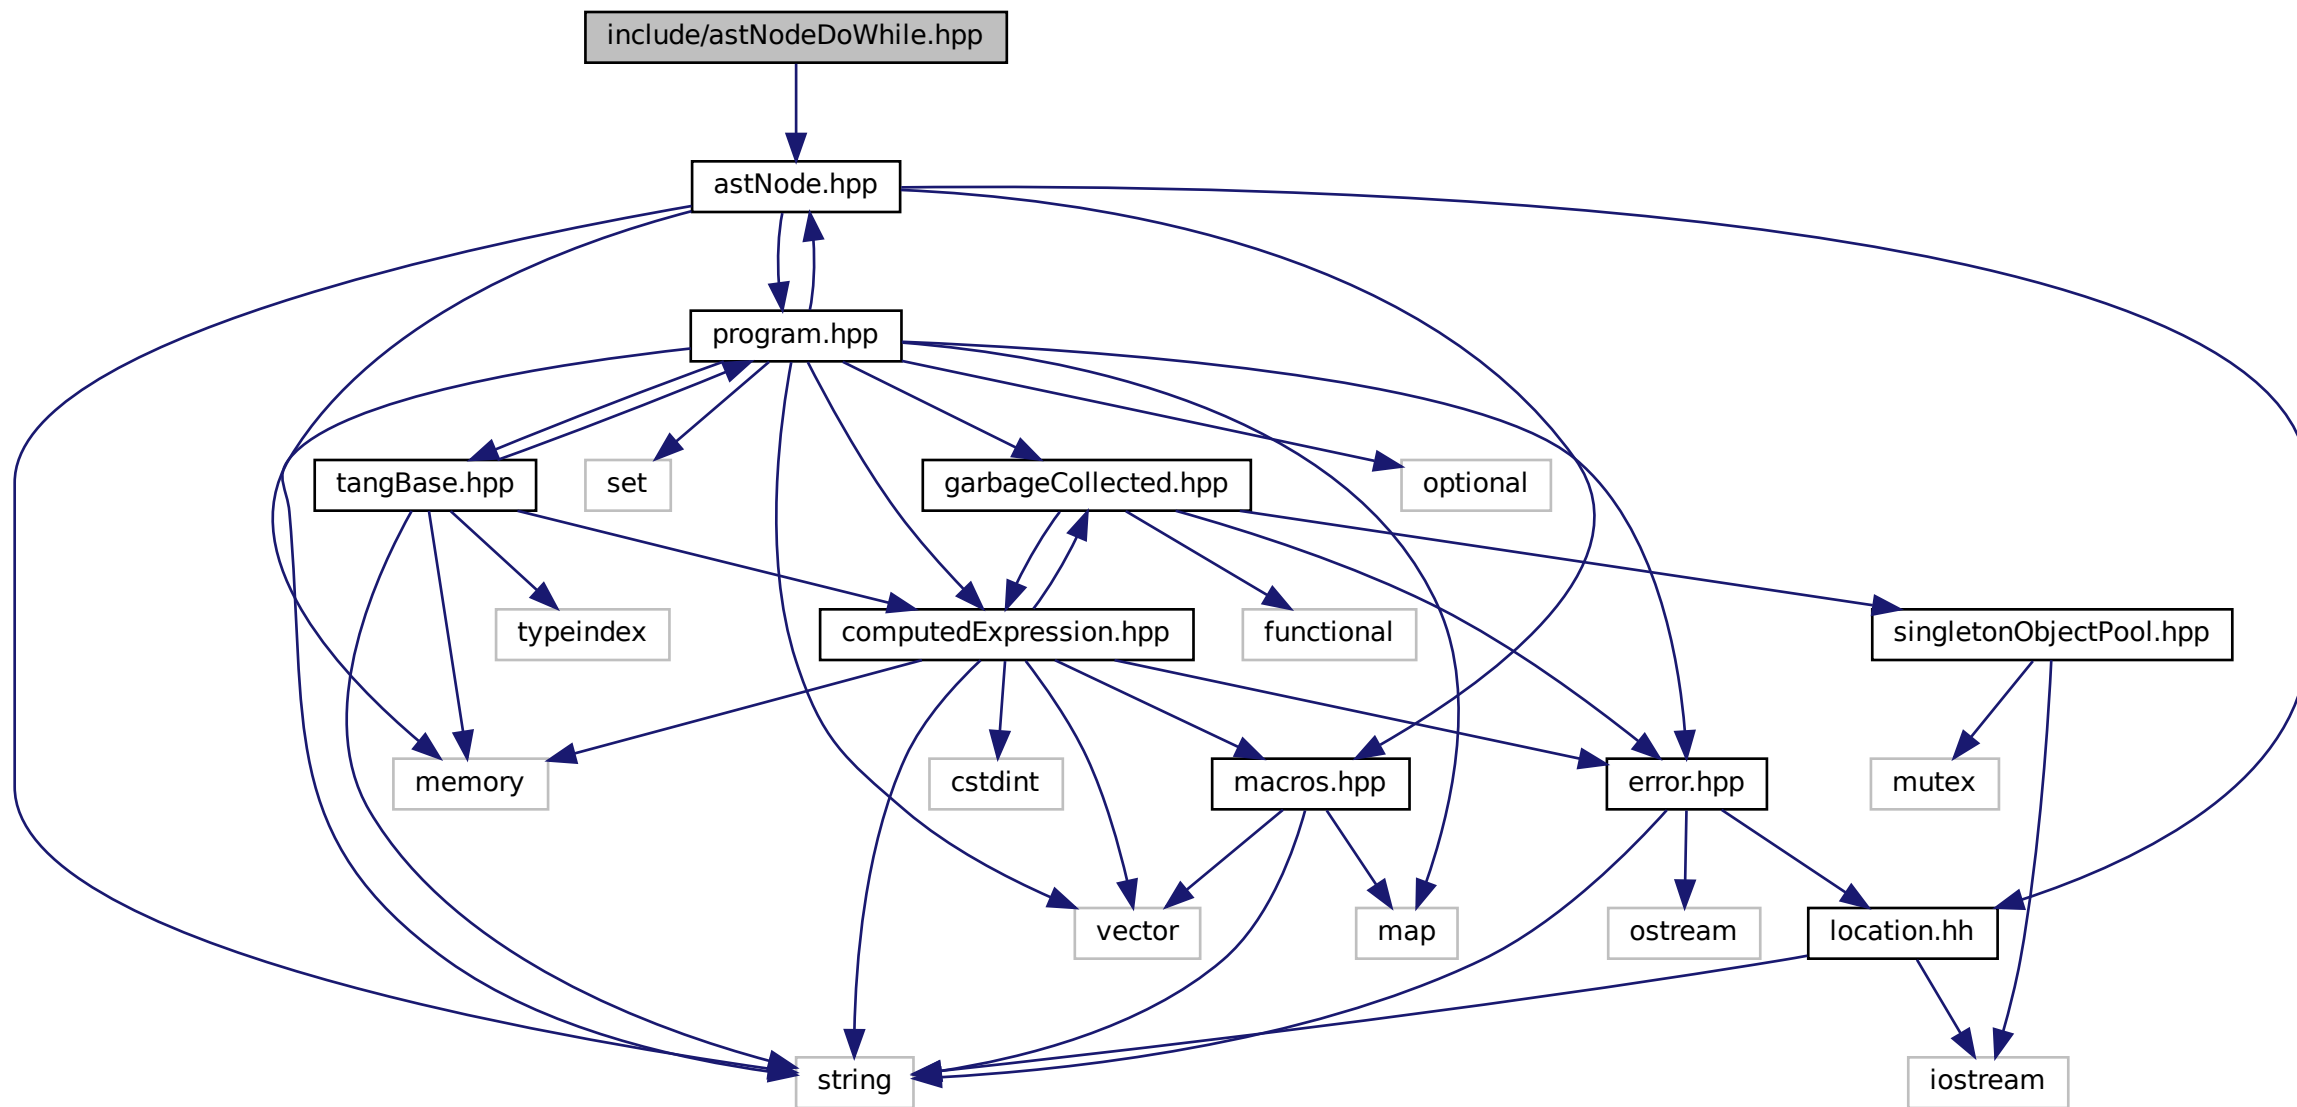 include/astNodeDoWhile.hpp
astNode.hpp
program.hpp
tangBase.hpp
set
garbageCollected.hpp
optional
typeindex
computedExpression.hpp
functional
singletonObjectPool.hpp
memory
cstdint
macros.hpp
error.hpp
mutex
vector
map
ostream
location.hh
string
iostream